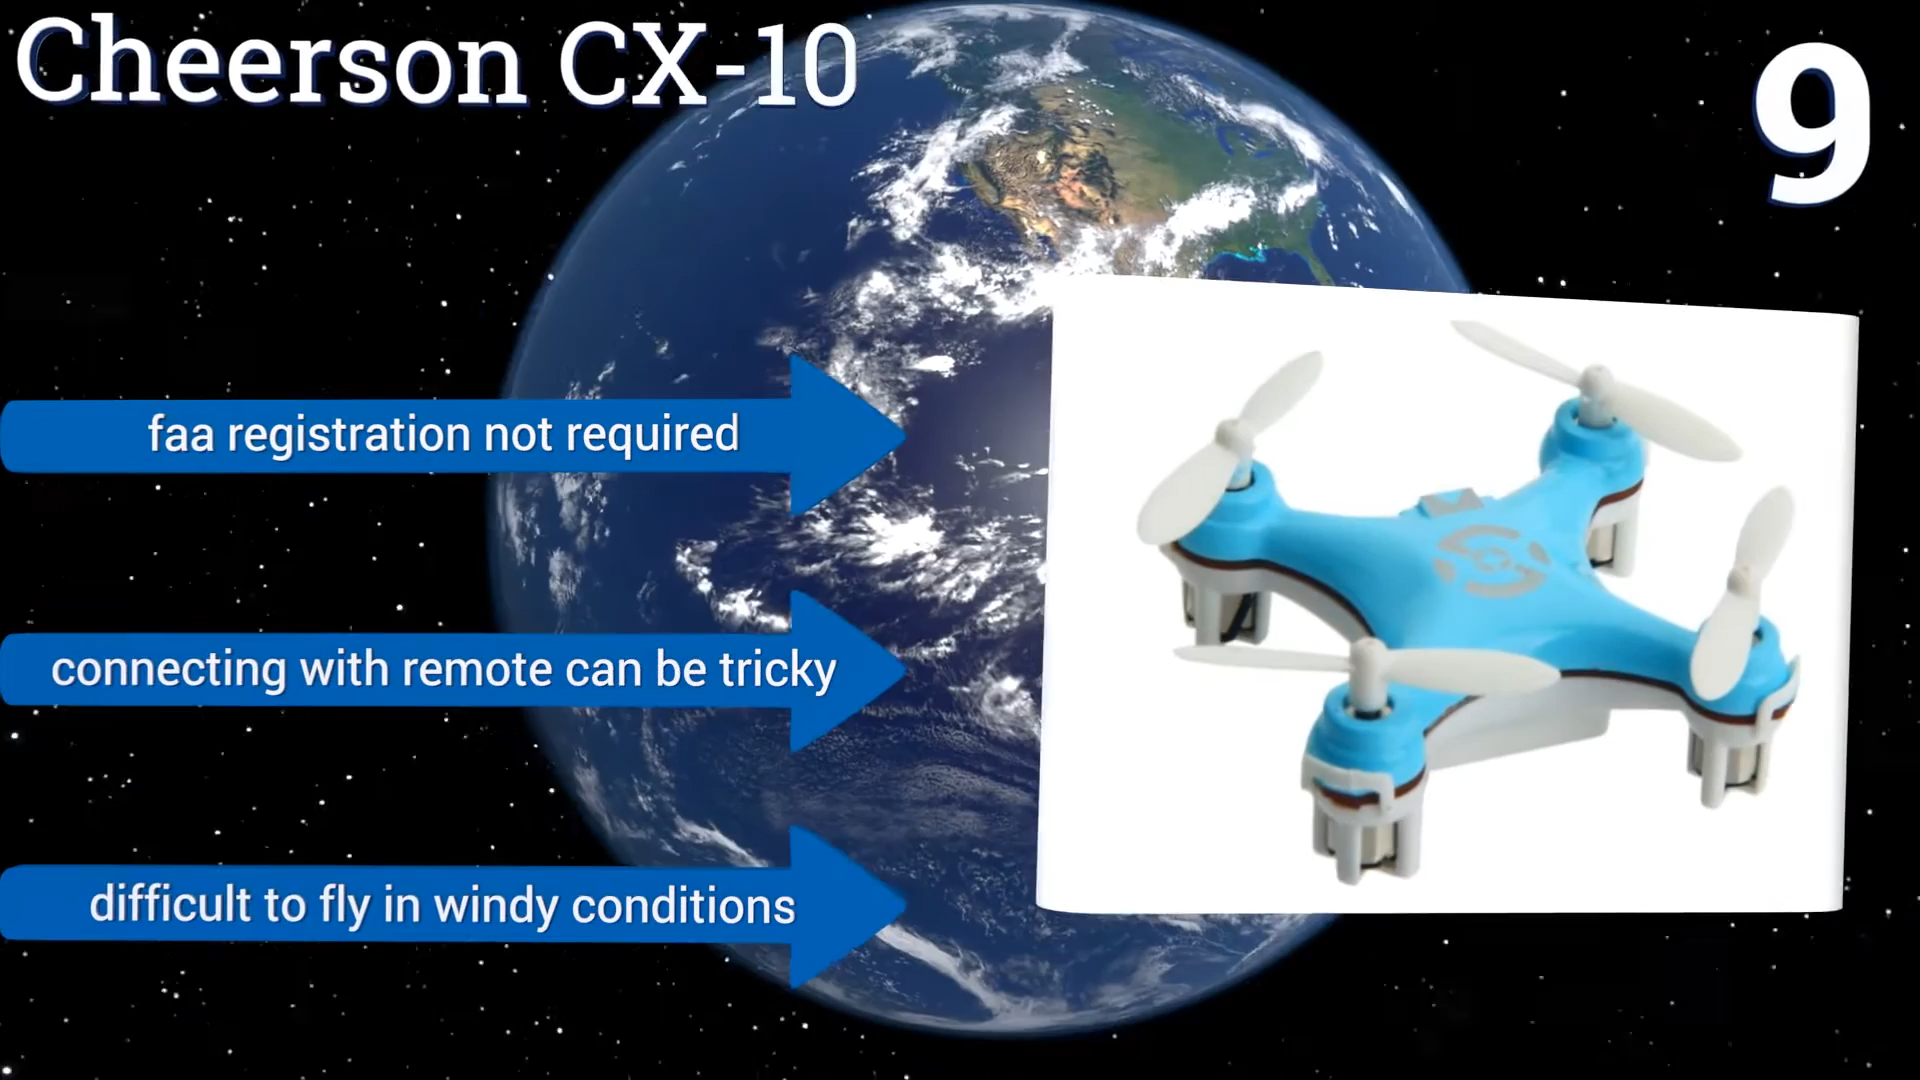 Cheerson CX-10
9
faa registration not required
connecting with remote can be tricky
difficult to fly in windy conditions